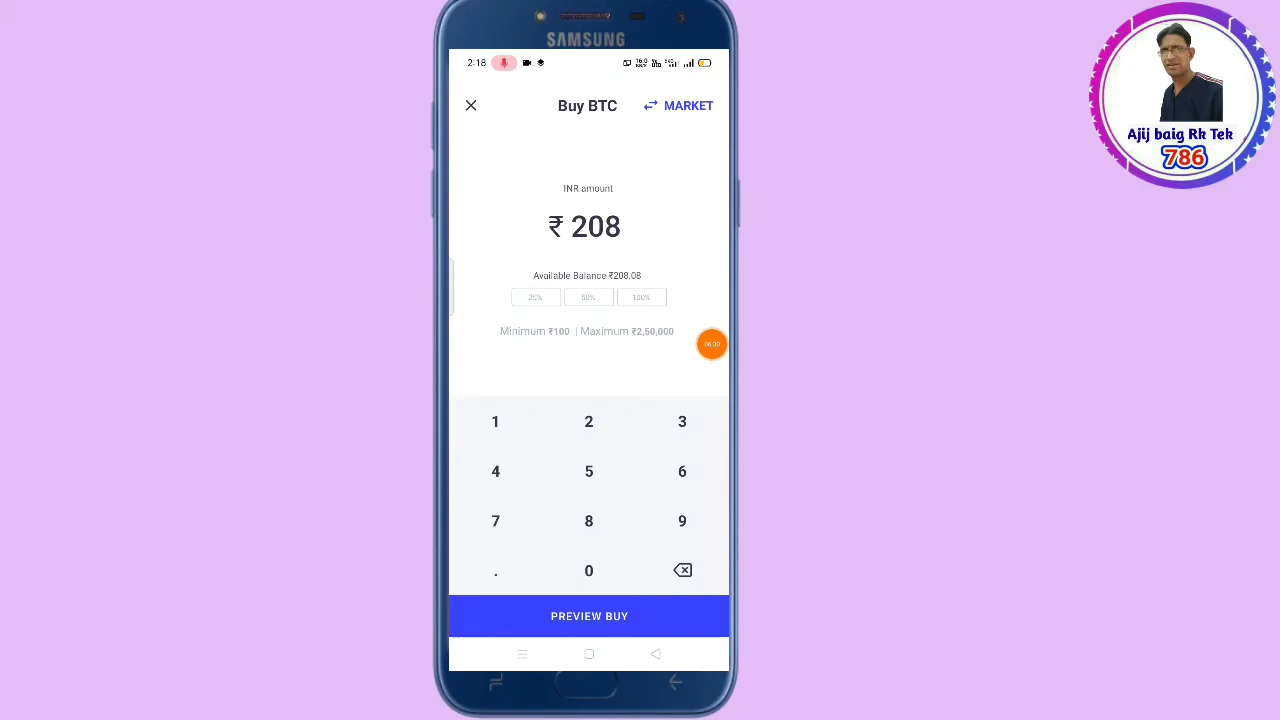 SAMSUNG
2:18
Buy BTC
MARKET
INR amount
₹ 208
Available Balance ₹208.08
25% 50% 100%
Minimum ₹100 | Maximum ₹2,50,000
06:00
1 2 3
4 5 6
7 8 9
. 0
PREVIEW BUY
Ajij baig Rk Tek
786